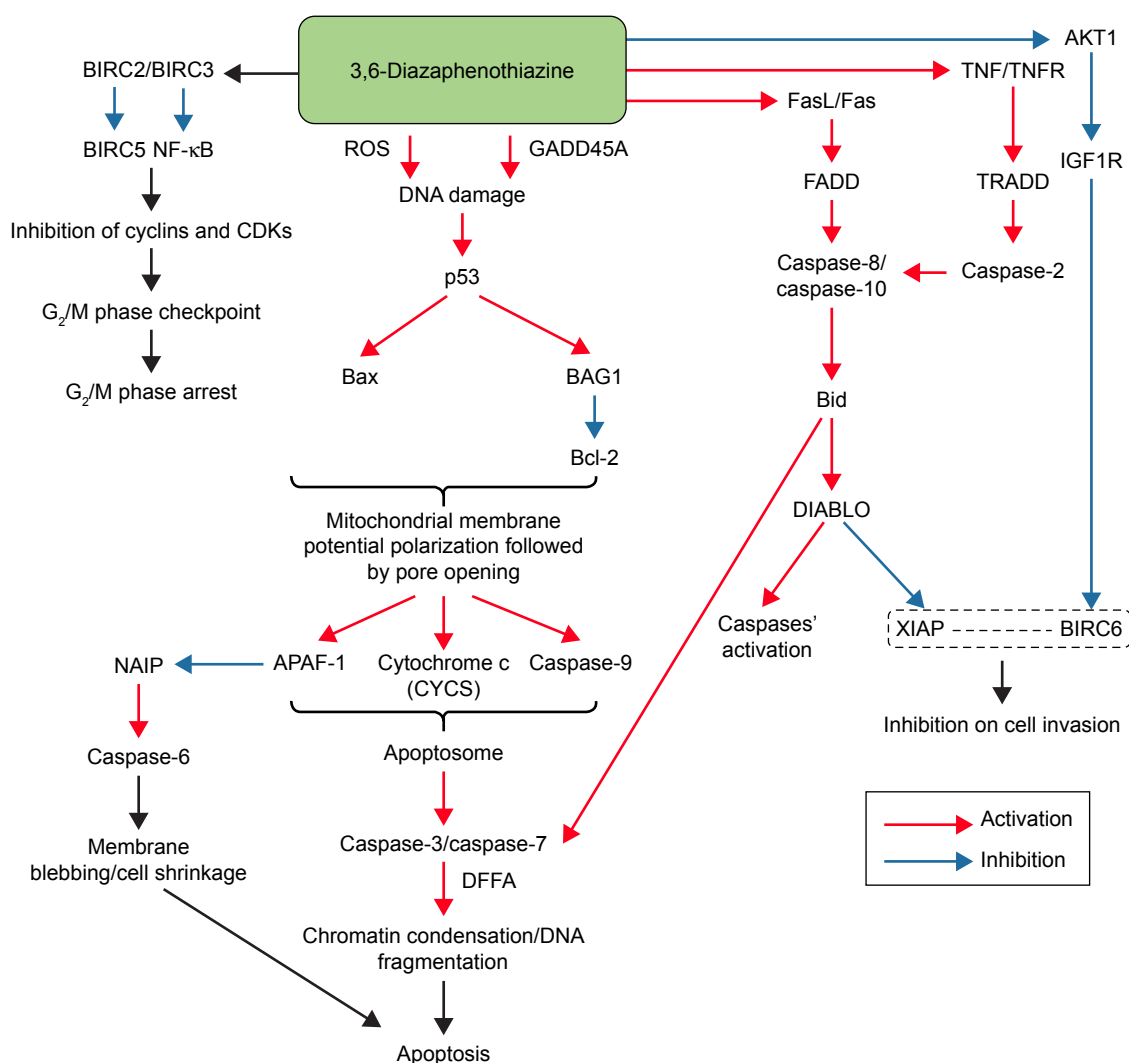 3,6-Diazaphenothiazine
AKT1
BIRC2/BIRC3
TNF/TNFR
FasL/Fas
ROS
GADD45A
BIRC5 NF-κB
IGF1R
DNA damage
FADD
TRADD
Inhibition of cyclins and CDKs
p53
Caspase-8/
caspase-10
Caspase-2
G₂/M phase checkpoint
Bax
BAG1
G₂/M phase arrest
Bid
Bcl-2
DIABLO
Mitochondrial membrane
potential polarization followed
by pore opening
Caspases’
activation
XIAP
BIRC6
NAIP
APAF-1
Cytochrome c
(CYCS)
Caspase-9
Inhibition on cell invasion
Caspase-6
Apoptosome
Activation
Inhibition
Membrane
blebbing/cell shrinkage
Caspase-3/caspase-7
DFFA
Chromatin condensation/DNA
fragmentation
Apoptosis